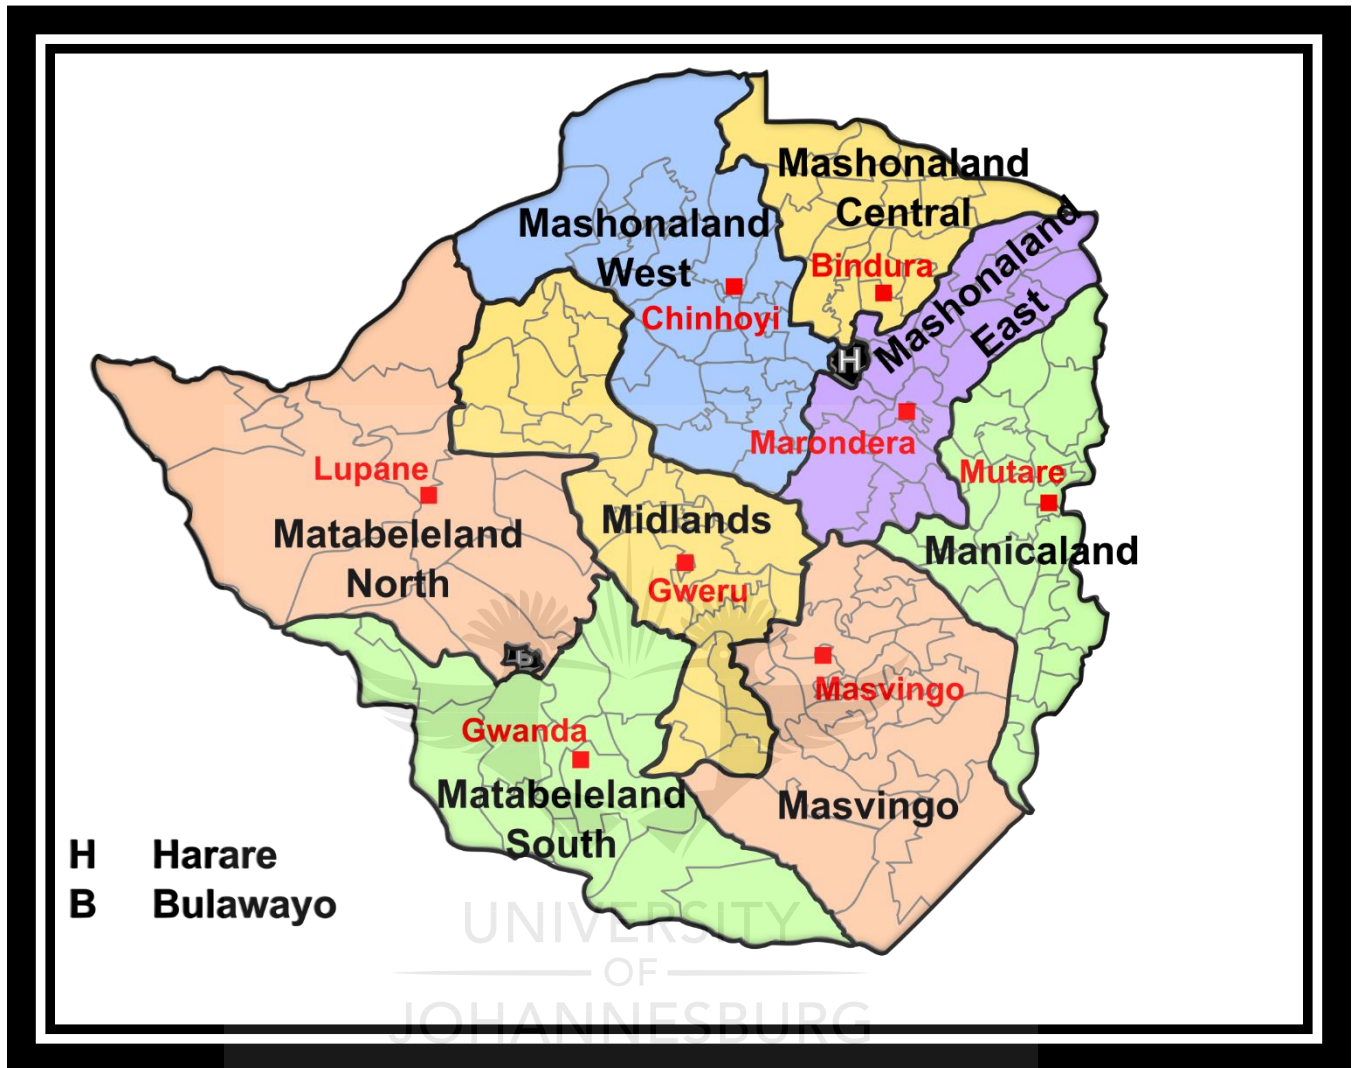 Mashonaland
Central
Mashonaland
West
Bindura
Chinhoyi
Mashonaland
East
H
Marondera
Lupane
Mutare
Matabeleland
North
Midlands
Gweru
Manicaland
B
Masvingo
Gwanda
Matabeleland
South
Masvingo
H Harare
B Bulawayo
UNIVERSITY
OF
JOHANNESBURG